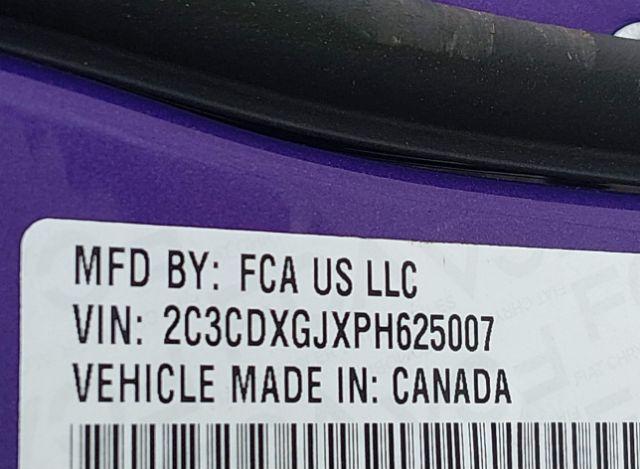 MFD BY: FCA US LLC
VIN: 2C3CDXGJXPH625007
VEHICLE MADE IN: CANADA